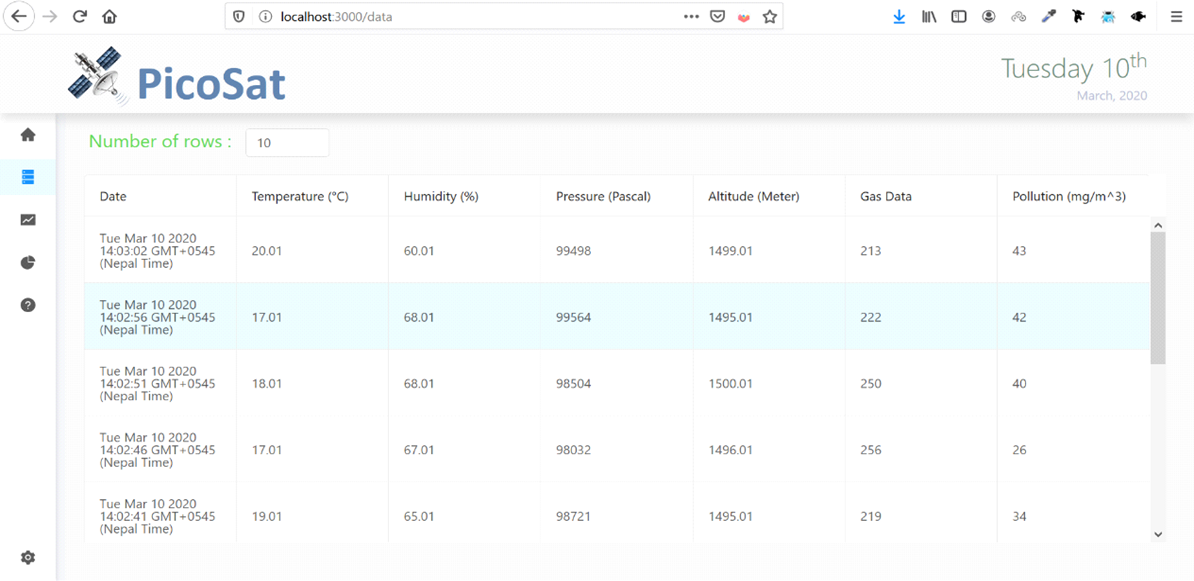 localhost:3000/data
PicoSat
Tuesday 10th
March, 2020
Number of rows : 10
Date Temperature (°C) Humidity (%) Pressure (Pascal) Altitude (Meter) Gas Data Pollution (mg/m^3)
Tue Mar 10 2020
14:03:02 GMT+0545 20.01 60.01 99498 1499.01 213 43
(Nepal Time)
Tue Mar 10 2020
14:02:56 GMT+0545 17.01 68.01 99564 1495.01 222 42
(Nepal Time)
Tue Mar 10 2020
14:02:51 GMT+0545 18.01 68.01 98504 1500.01 250 40
(Nepal Time)
Tue Mar 10 2020
14:02:46 GMT+0545 17.01 67.01 98032 1496.01 256 26
(Nepal Time)
Tue Mar 10 2020
14:02:41 GMT+0545 19.01 65.01 98721 1495.01 219 34
(Nepal Time)